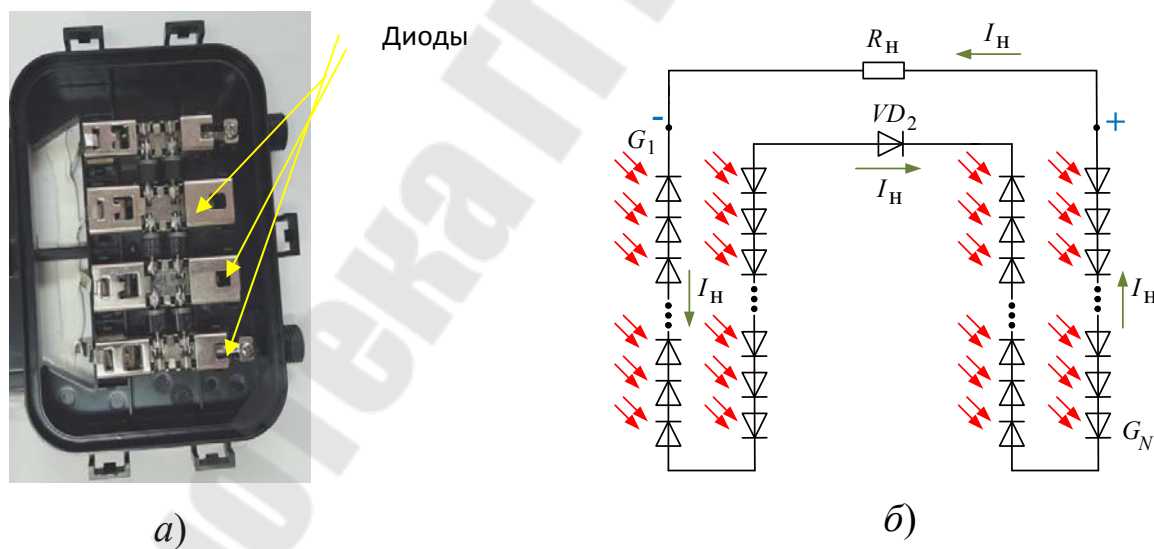 Диоды
I_Н
R_Н
VD_2
I_Н
-
+
G_1
I_Н
I_Н
G_N
а)
б)